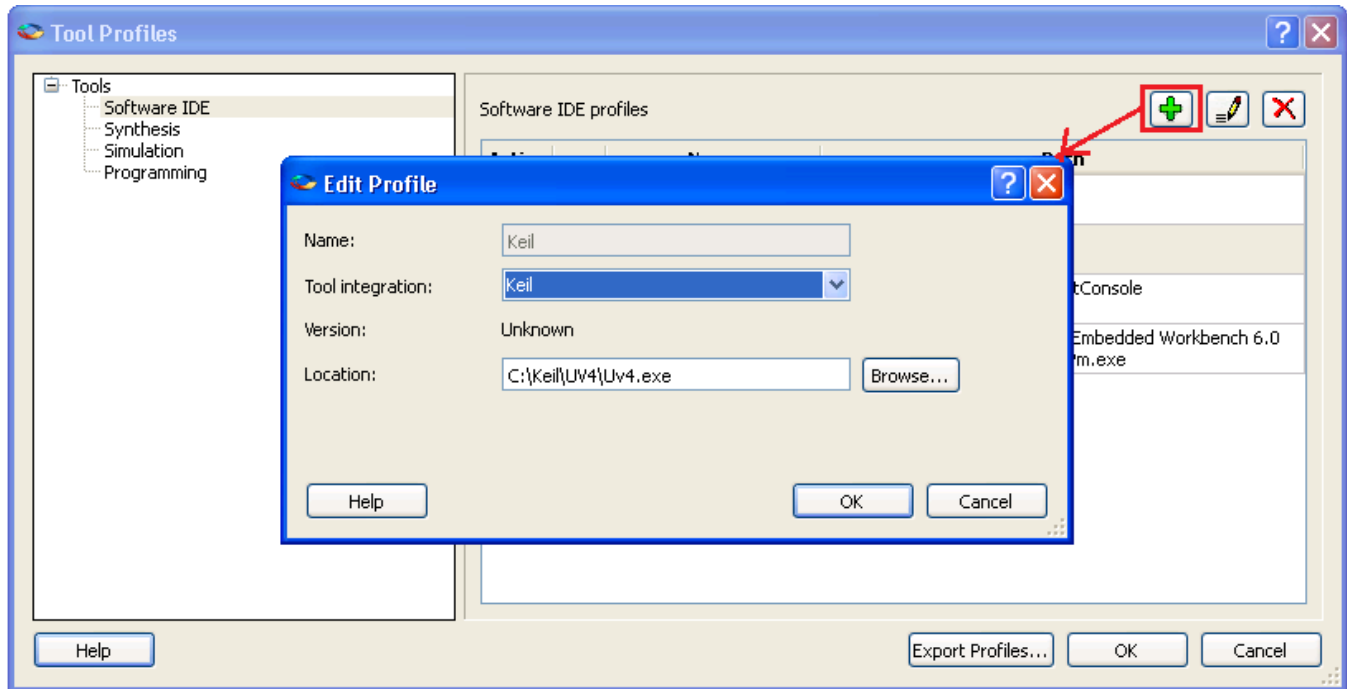 Tool Profiles
Tools
Software IDE
Synthesis
Simulation
Programming
Software IDE profiles
Edit Profile
Name:
Keil
Tool integration:
Keil
Version:
Unknown
Location:
C:\Keil\UV4\Uv4.exe
Browse...
tConsole
Embedded Workbench 6.0
m.exe
Help
OK
Cancel
Help
Export Profiles...
OK
Cancel